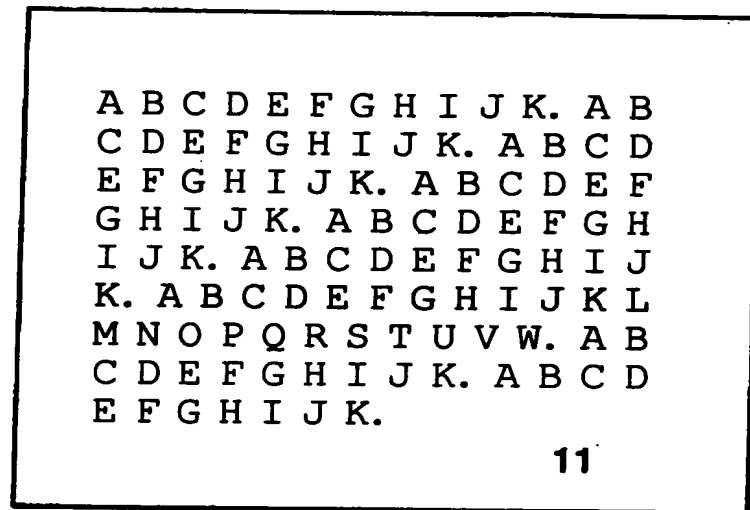 A B C D E F G H I J K. A B
C D E F G H I J K. A B C D
E F G H I J K. A B C D E F
G H I J K. A B C D E F G H
I J K. A B C D E F G H I J
K. A B C D E F G H I J K L
M N O P Q R S T U V W. A B
C D E F G H I J K. A B C D
E F G H I J K.
11